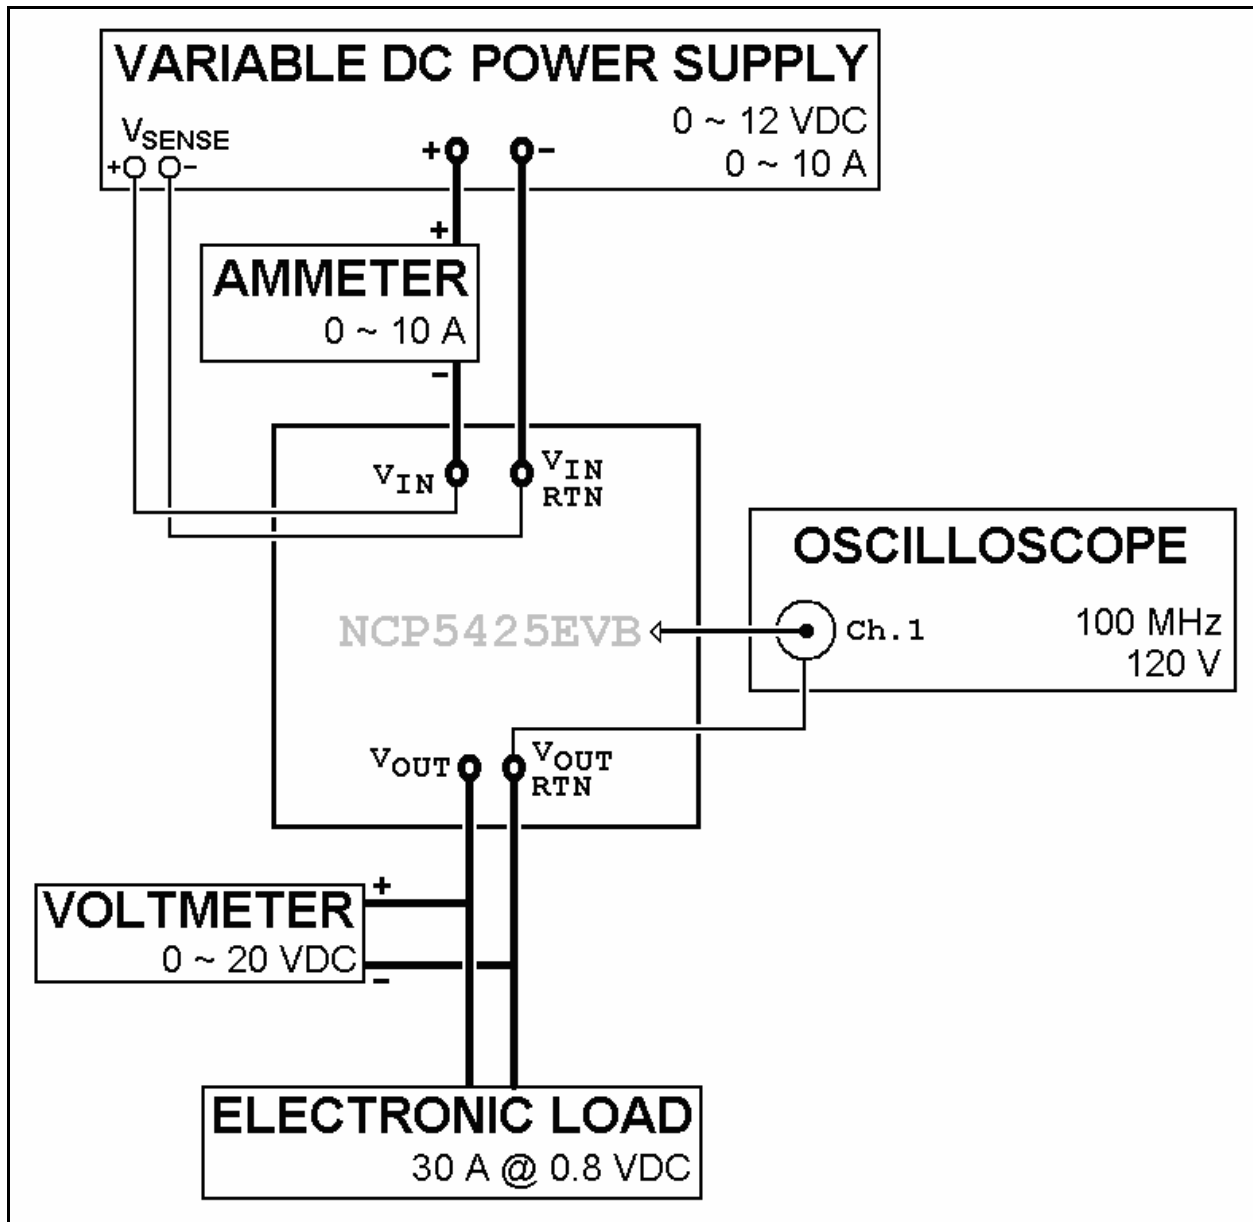 VARIABLE DC POWER SUPPLY
0 ~ 12 VDC
0 ~ 10 A
VSENSE
+ -
+ -
+
AMMETER
0 ~ 10 A
-
VIN
VIN
RTN
OSCILLOSCOPE
Ch.1
100 MHz
120 V
NCP5425EVB
VOUT
VOUT
RTN
+
VOLTMETER
0 ~ 20 VDC
-
ELECTRONIC LOAD
30 A @ 0.8 VDC